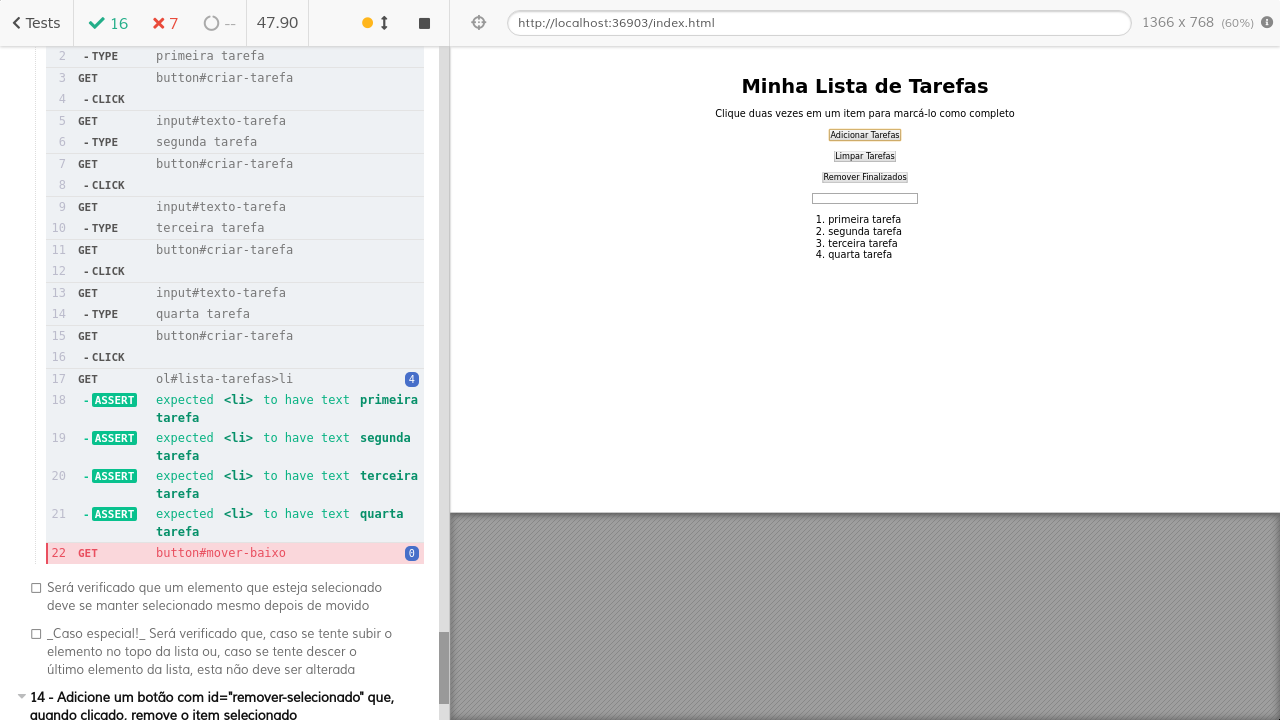 Tests 16 7 -- 47.90 http://localhost:36903/index.html 1366 x 768 (60%)
2 - TYPE primeira tarefa
3 GET button#criar-tarefa
4 - CLICK
5 GET input#texto-tarefa
6 - TYPE segunda tarefa
7 GET button#criar-tarefa
8 - CLICK
9 GET input#texto-tarefa
10 - TYPE terceira tarefa
11 GET button#criar-tarefa
12 - CLICK
13 GET input#texto-tarefa
14 - TYPE quarta tarefa
15 GET button#criar-tarefa
16 - CLICK
17 GET ol#lista-tarefas>li 4
18 - ASSERT expected <li> to have text primeira
tarefa
19 - ASSERT expected <li> to have text segunda
tarefa
20 - ASSERT expected <li> to have text terceira
tarefa
21 - ASSERT expected <li> to have text quarta
tarefa
22 GET button#mover-baixo 0
Será verificado que um elemento que esteja selecionado
deve se manter selecionado mesmo depois de movido
_Caso especial!_ Será verificado que, caso se tente subir o
elemento no topo da lista ou, caso se tente descer o
último elemento da lista, esta não deve ser alterada
14 - Adicione um botão com id="remover-selecionado" que,
quando clicado, remove o item selecionado
Minha Lista de Tarefas
Clique duas vezes em um item para marcá-lo como completo
Adicionar Tarefas
Limpar Tarefas
Remover Finalizados
1. primeira tarefa
2. segunda tarefa
3. terceira tarefa
4. quarta tarefa